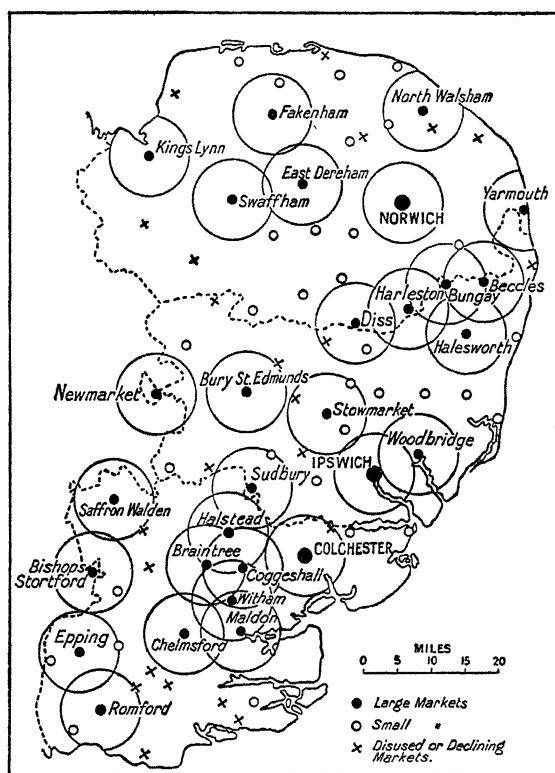 North Walsham
Fakenham
Kings Lynn
East Dereham
Swaffham
NORWICH
Yarmouth
Harleston
Bungay
Beccles
Diss
Halesworth
Newmarket
Bury St. Edmunds
Stowmarket
Woodbridge
IPSWICH
Sudbury
Saffron Walden
Halstead
Braintree
COLCHESTER
Bishops
Stortford
Coggeshall
Witham
Maldon
Epping
Chelmsford
Romford
MILES
0 5 10 20
Large Markets
Small "
Disused or Declining
Markets.